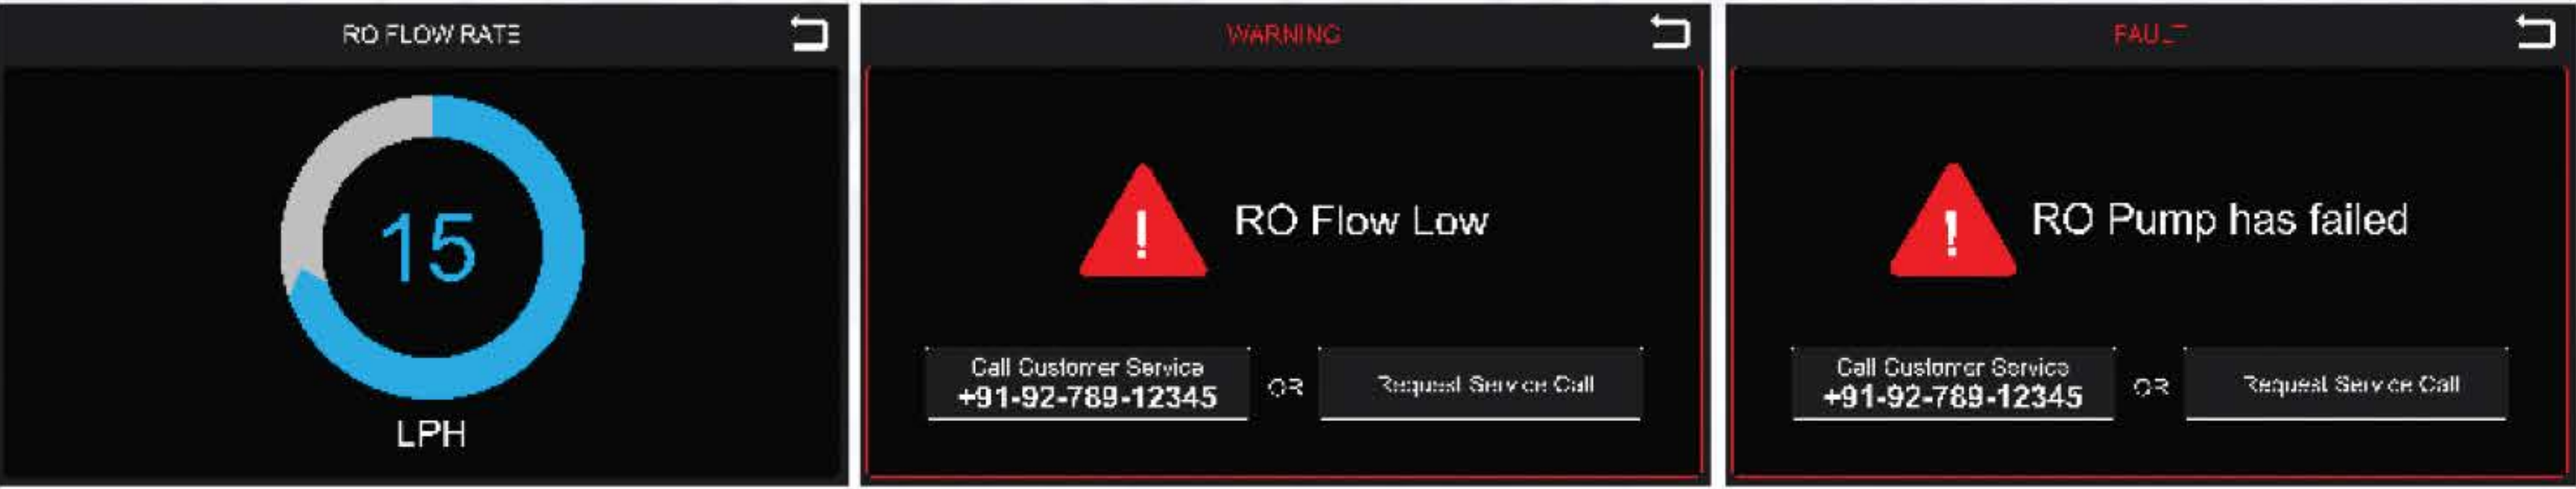 RO FLOW RATE
15
LPH
WARNING
RO Flow Low
Call Customer Service
+91-92-789-12345
OR
Request Service Call
FAULT
RO Pump has failed
Call Customer Service
+91-92-789-12345
OR
Request Service Call